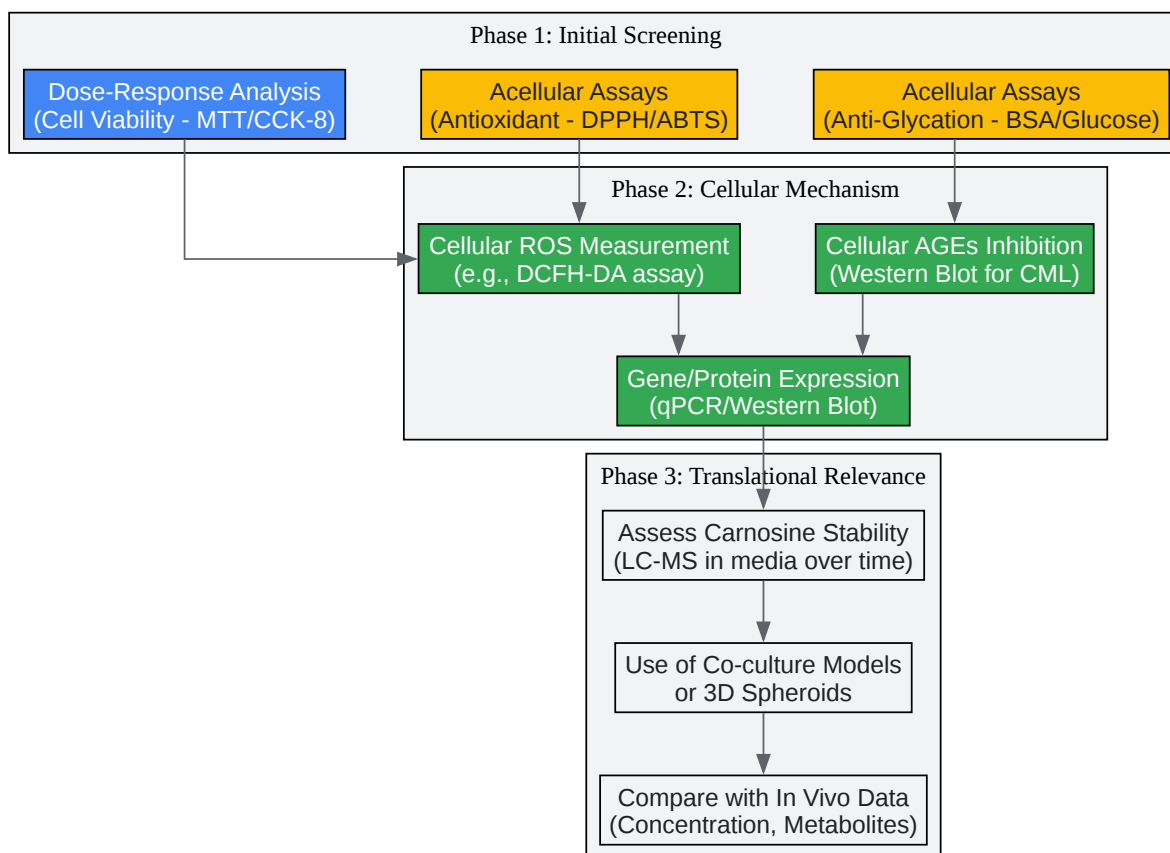 Phase 1: Initial Screening
Dose-Response Analysis
(Cell Viability - MTT/CCK-8)
Acellular Assays
(Antioxidant - DPPH/ABTS)
Acellular Assays
(Anti-Glycation - BSA/Glucose)
Phase 2: Cellular Mechanism
Cellular ROS Measurement
(e.g., DCFH-DA assay)
Cellular AGEs Inhibition
(Western Blot for CML)
Gene/Protein Expression
(qPCR/Western Blot)
Phase 3: Translational Relevance
Assess Carnosine Stability
(LC-MS in media over time)
Use of Co-culture Models
or 3D Spheroids
Compare with In Vivo Data
(Concentration, Metabolites)